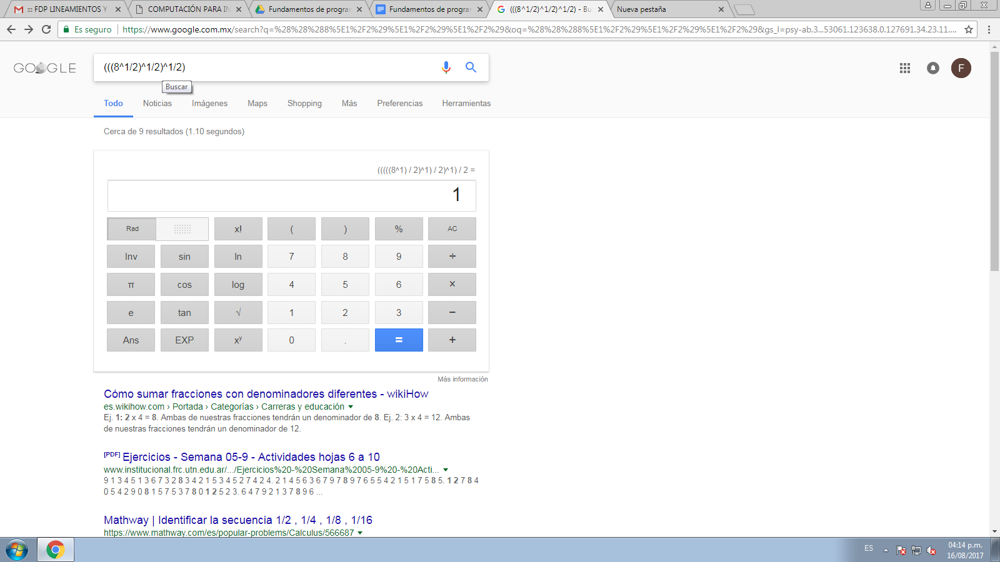 ::: FDP LINEAMIENTOS Y
COMPUTACIÓN PARA IN
Fundamentos de progra
Fundamentos de progra
(((8^1/2)^1/2)^1/2) - Bu
Nueva pestaña
Es seguro
https://www.google.com.mx/search?q=%28%28%288%5E1%2F2%29%5E1%2F2%29%5E1%2F2%29&oq=%28%28%288%5E1%2F2%29%5E1%2F2%29%5E1%2F2%29&gs_l=psy-ab.3...53061.123638.0.127691.34.23.11....
GOOGLE
(((8^1/2)^1/2)^1/2)
F
Buscar
Todo Noticias Imágenes Maps Shopping Más Preferencias Herramientas
Cerca de 9 resultados (1.10 segundos)
(((((8^1) / 2)^1) / 2)^1) / 2 =
1
Rad x! ( ) % AC
Inv sin ln 7 8 9 ÷
π cos log 4 5 6 ×
e tan √ 1 2 3 −
Ans EXP xʸ 0 . = +
Más información
Cómo sumar fracciones con denominadores diferentes - wikiHow
es.wikihow.com › Portada › Categorías › Carreras y educación
Ej. 1: 2 x 4 = 8. Ambas de nuestras fracciones tendrán un denominador de 8. Ej. 2: 3 x 4 = 12. Ambas
de nuestras fracciones tendrán un denominador de 12.
[PDF] Ejercicios - Semana 05-9 - Actividades hojas 6 a 10
www.institucional.frc.utn.edu.ar/.../Ejercicios%20-%20Semana%2005-9%20-%20Acti...
9 1 3 4 5 1 3 6 7 3 2 8 3 4 2 1 5 3 4 5 2 7 4 2 4. 2 1 4 5 6 3 6 7 9 7 8 9 7 6 5 5 4 2 1 5 1 7 5 8 5. 1 2 7 8 4
0 5 4 2 9 0 8 1 5 7 5 3 7 8 0 1 2 5 2 3. 6 4 7 9 2 1 3 7 8 9 6 ...
Mathway | Identificar la secuencia 1/2 , 1/4 , 1/8 , 1/16
https://www.mathway.com/es/popular-problems/Calculus/566687
ES
04:14 p.m.
16/08/2017